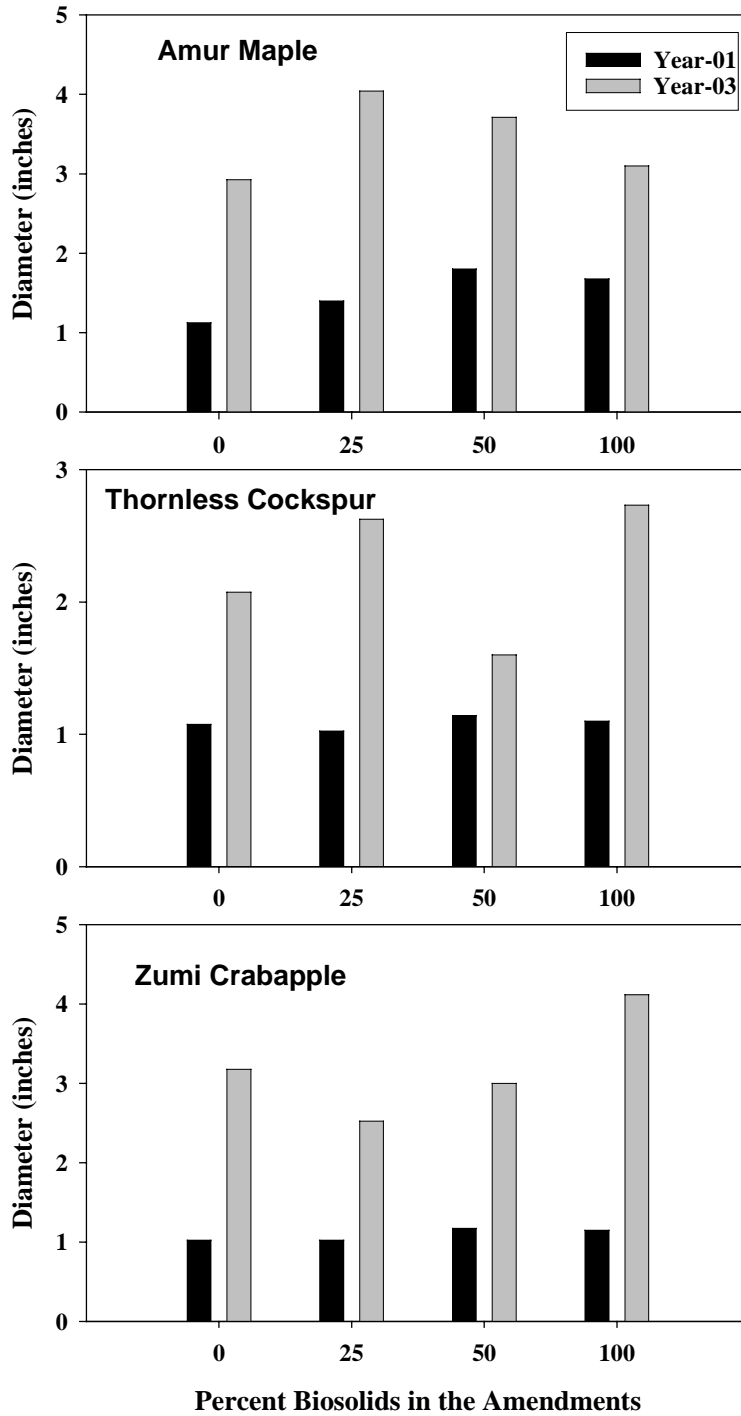 Amur Maple
Year-01
Year-03
Diameter (inches)
5
4
3
2
1
0
0 25 50 100
Thornless Cockspur
Diameter (inches)
3
2
1
0
0 25 50 100
Zumi Crabapple
Diameter (inches)
5
4
3
2
1
0
0 25 50 100
Percent Biosolids in the Amendments